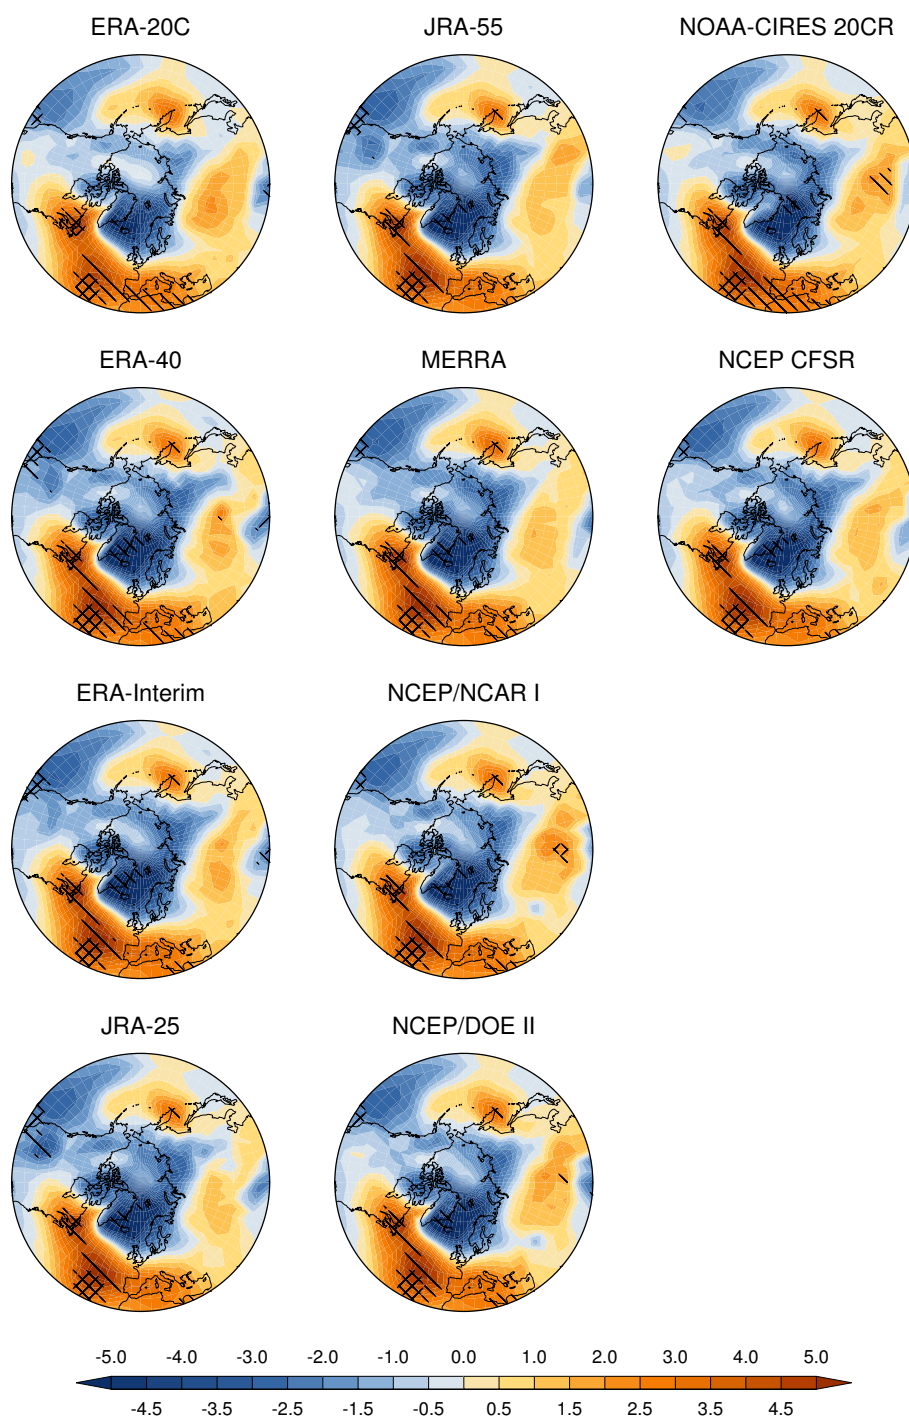 ERA-20C JRA-55 NOAA-CIRES 20CR
ERA-40 MERRA NCEP CFSR
ERA-Interim NCEP/NCAR I
JRA-25 NCEP/DOE II
-5.0 -4.0 -3.0 -2.0 -1.0 0.0 1.0 2.0 3.0 4.0 5.0
-4.5 -3.5 -2.5 -1.5 -0.5 0.5 1.5 2.5 3.5 4.5